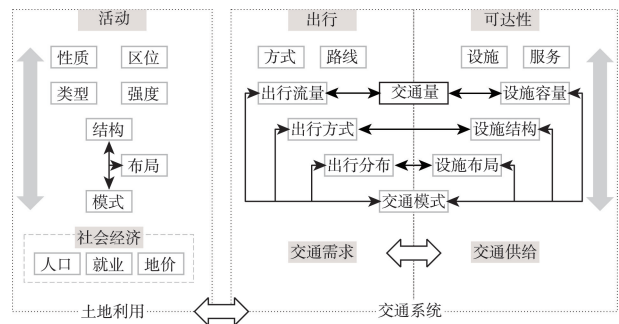 活动
出行
可达性
性质
区位
方式
路线
设施
服务
类型
强度
出行流量
交通量
设施容量
结构
出行方式
设施结构
布局
出行分布
设施布局
模式
交通模式
社会经济
交通需求
交通供给
人口
就业
地价
土地利用
交通系统